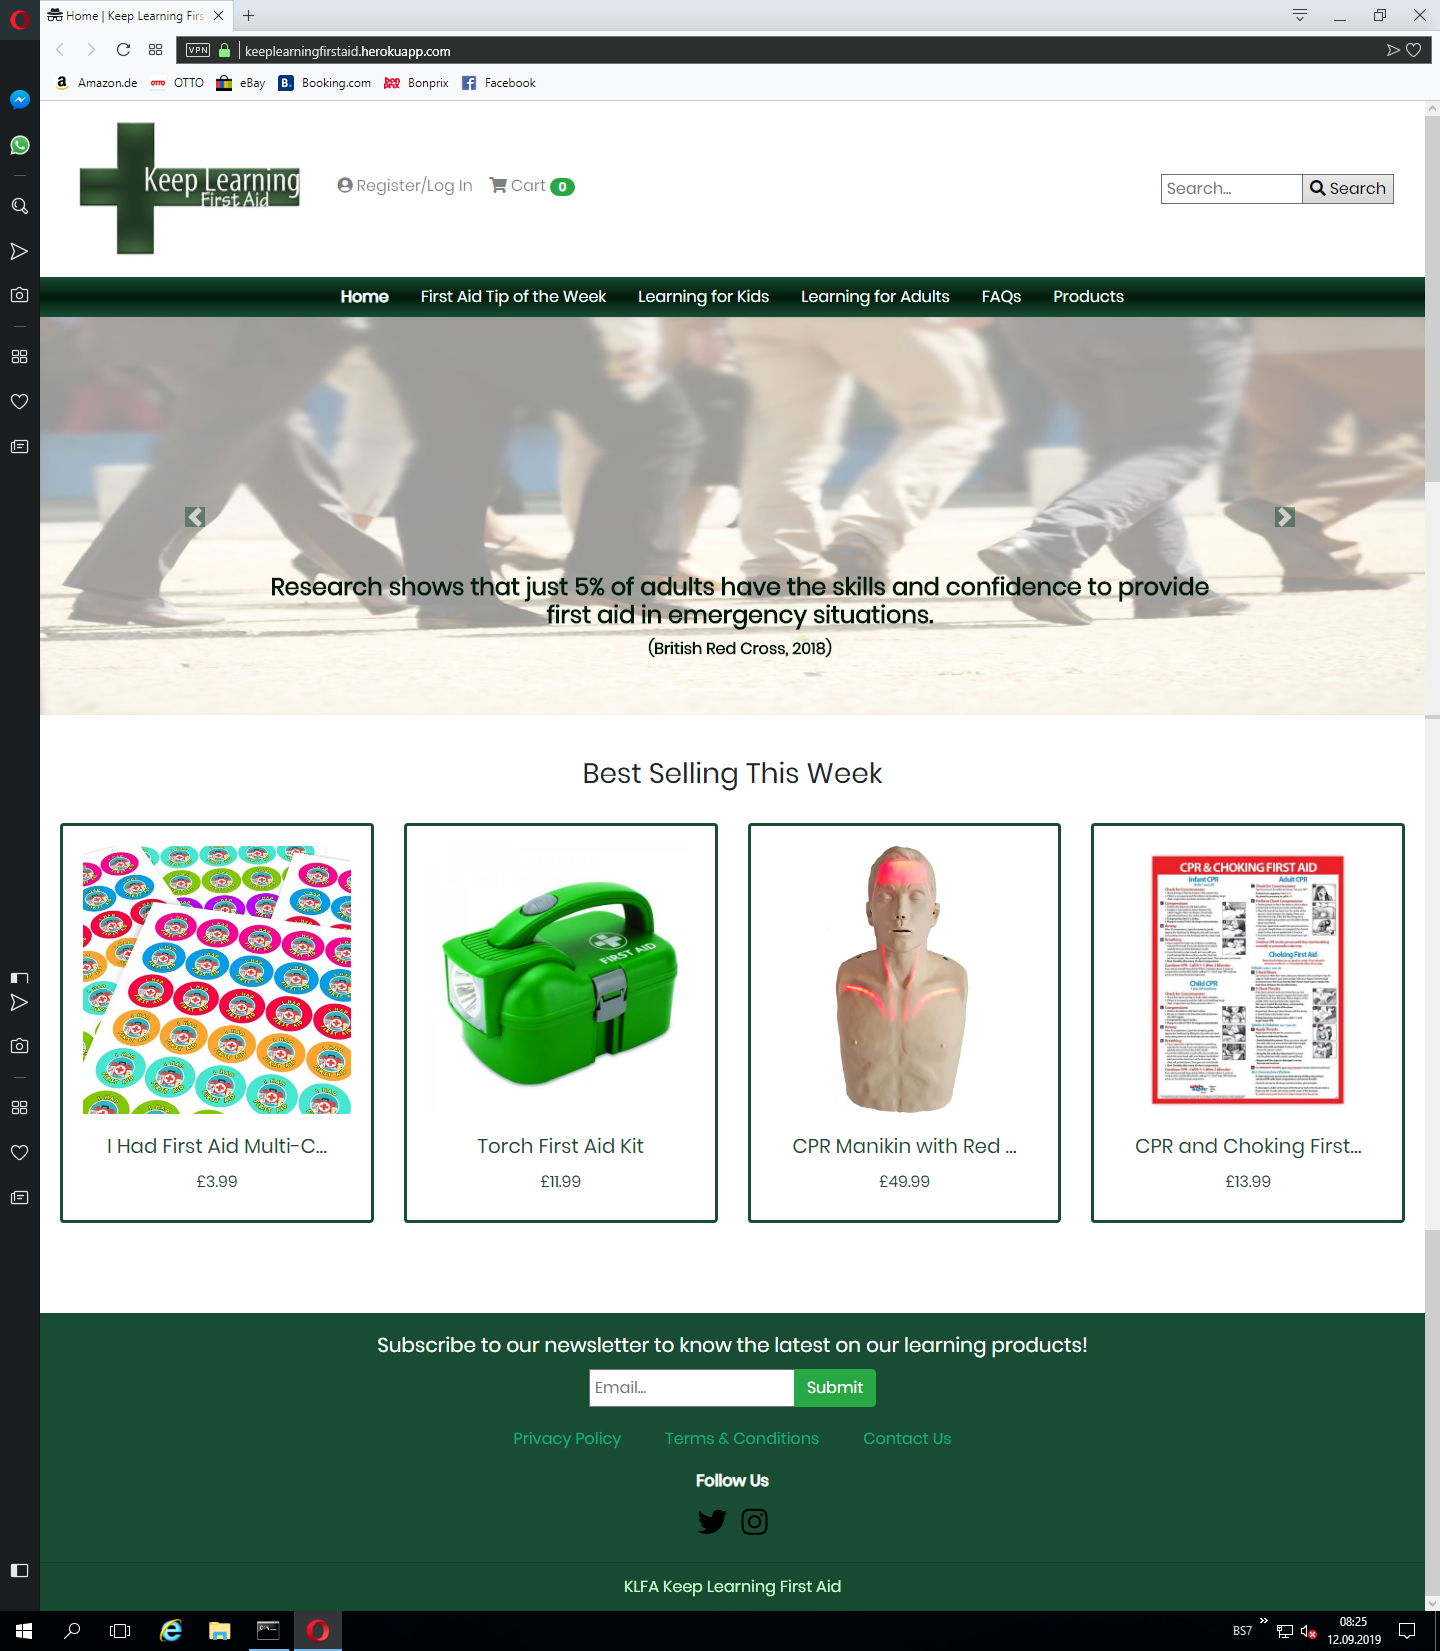 Home | Keep Learning Firs
VPN
keeplearningfirstaid.herokuapp.com
Amazon.de
OTTO
eBay
Booking.com
Bonprix
Facebook
Keep Learning
First Aid
Register/Log In
Cart 0
Search...
Search
Home
First Aid Tip of the Week
Learning for Kids
Learning for Adults
FAQs
Products
Research shows that just 5% of adults have the skills and confidence to provide
first aid in emergency situations.
(British Red Cross, 2018)
Best Selling This Week
I HAD FIRST AID
FIRST AID
CPR & CHOKING FIRST AID
Infant CPR
Adult CPR
Choking First Aid
Child CPR
I Had First Aid Multi-C...
£3.99
Torch First Aid Kit
£11.99
CPR Manikin with Red ...
£49.99
CPR and Choking First...
£13.99
Subscribe to our newsletter to know the latest on our learning products!
Email...
Submit
Privacy Policy
Terms & Conditions
Contact Us
Follow Us
KLFA Keep Learning First Aid
BS7
08:25
12.09.2019